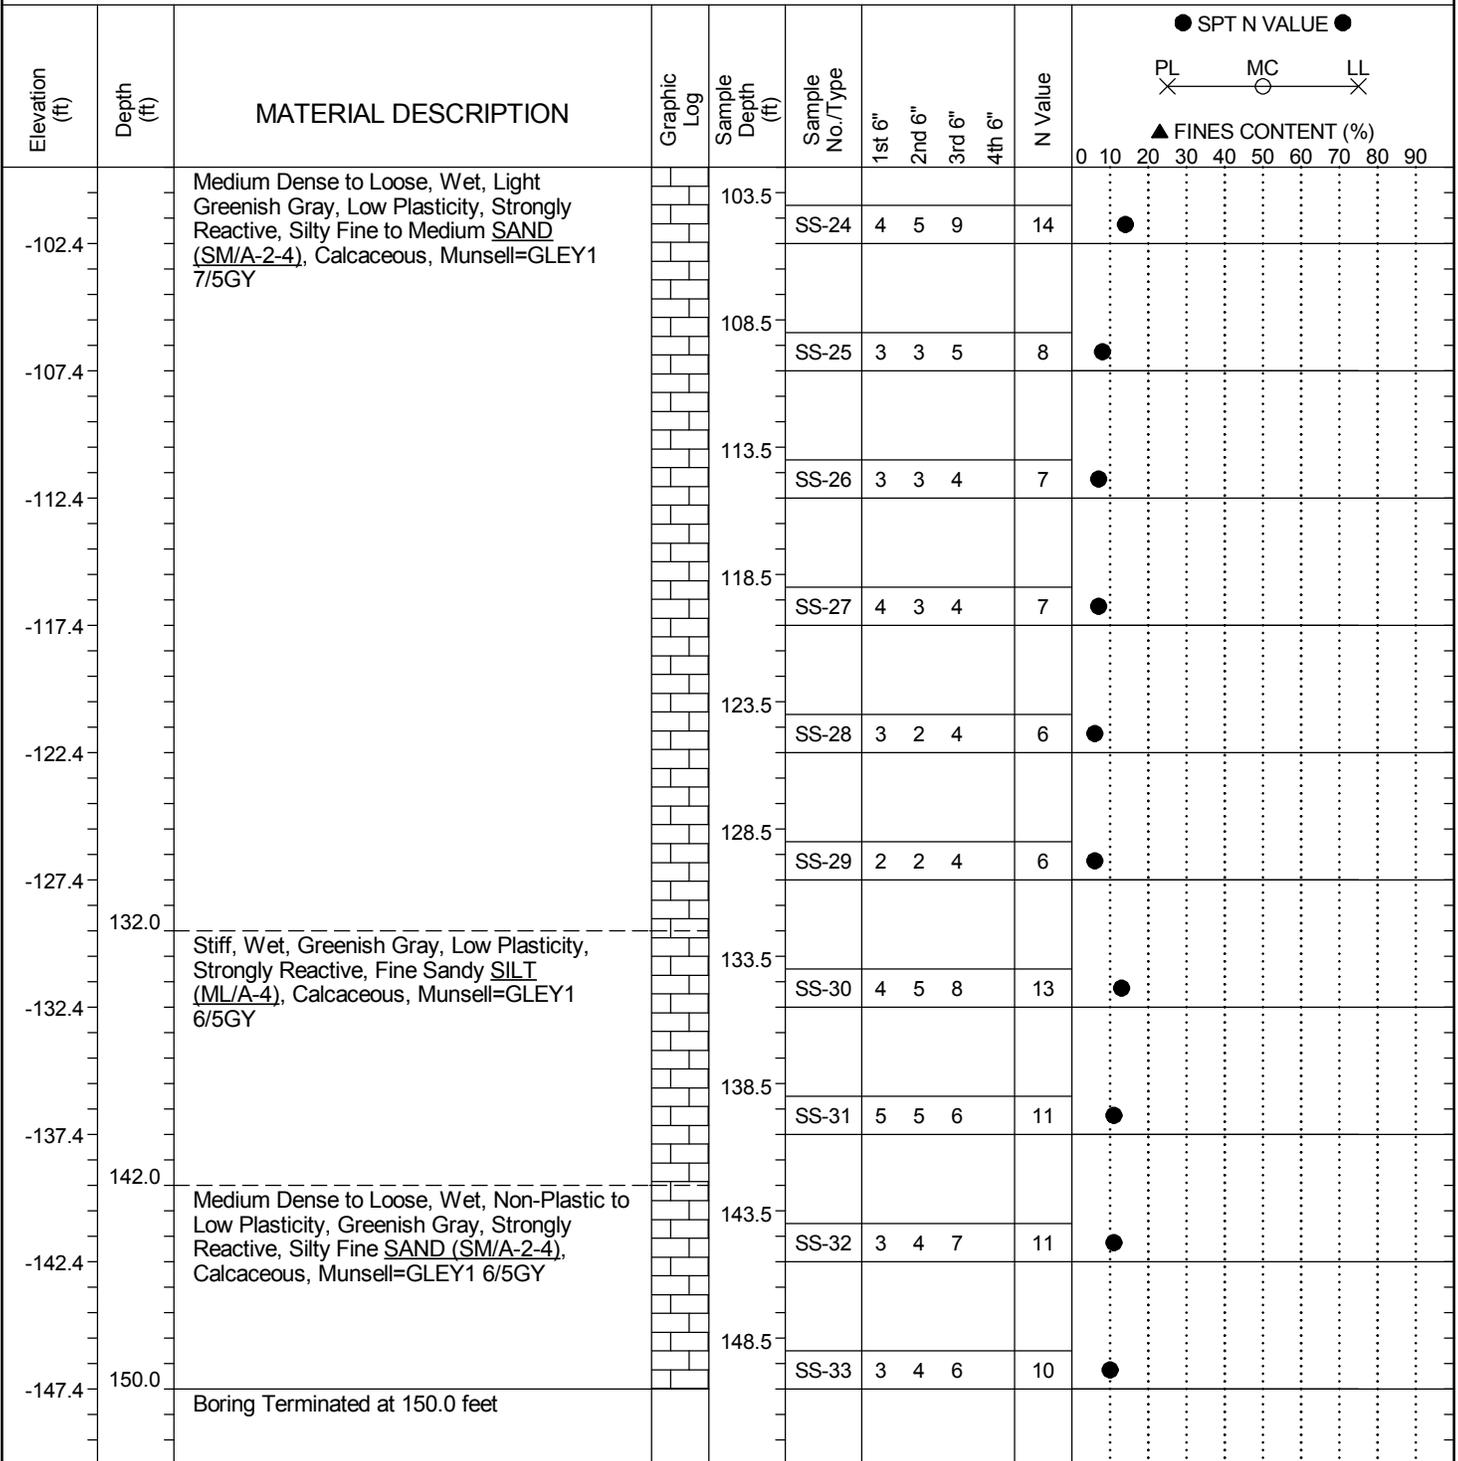 ● SPT N VALUE ●
PL MC LL
▲ FINES CONTENT (%)
Elevation (ft)
Depth (ft)
MATERIAL DESCRIPTION
Graphic Log
Sample Depth (ft)
Sample No./Type
1st 6"
2nd 6"
3rd 6"
4th 6"
N Value
0 10 20 30 40 50 60 70 80 90
Medium Dense to Loose, Wet, Light
Greenish Gray, Low Plasticity, Strongly
Reactive, Silty Fine to Medium SAND
(SM/A-2-4), Calcaceous, Munsell=GLEY1
7/5GY
103.5
SS-24 4 5 9 14
-102.4
108.5
SS-25 3 3 5 8
-107.4
113.5
SS-26 3 3 4 7
-112.4
118.5
SS-27 4 3 4 7
-117.4
123.5
SS-28 3 2 4 6
-122.4
128.5
SS-29 2 2 4 6
-127.4
132.0
Stiff, Wet, Greenish Gray, Low Plasticity,
Strongly Reactive, Fine Sandy SILT
(ML/A-4), Calcaceous, Munsell=GLEY1
6/5GY
133.5
SS-30 4 5 8 13
-132.4
138.5
SS-31 5 5 6 11
-137.4
142.0
Medium Dense to Loose, Wet, Non-Plastic to
Low Plasticity, Greenish Gray, Strongly
Reactive, Silty Fine SAND (SM/A-2-4),
Calcaceous, Munsell=GLEY1 6/5GY
143.5
SS-32 3 4 7 11
-142.4
148.5
SS-33 3 4 6 10
-147.4
150.0
Boring Terminated at 150.0 feet